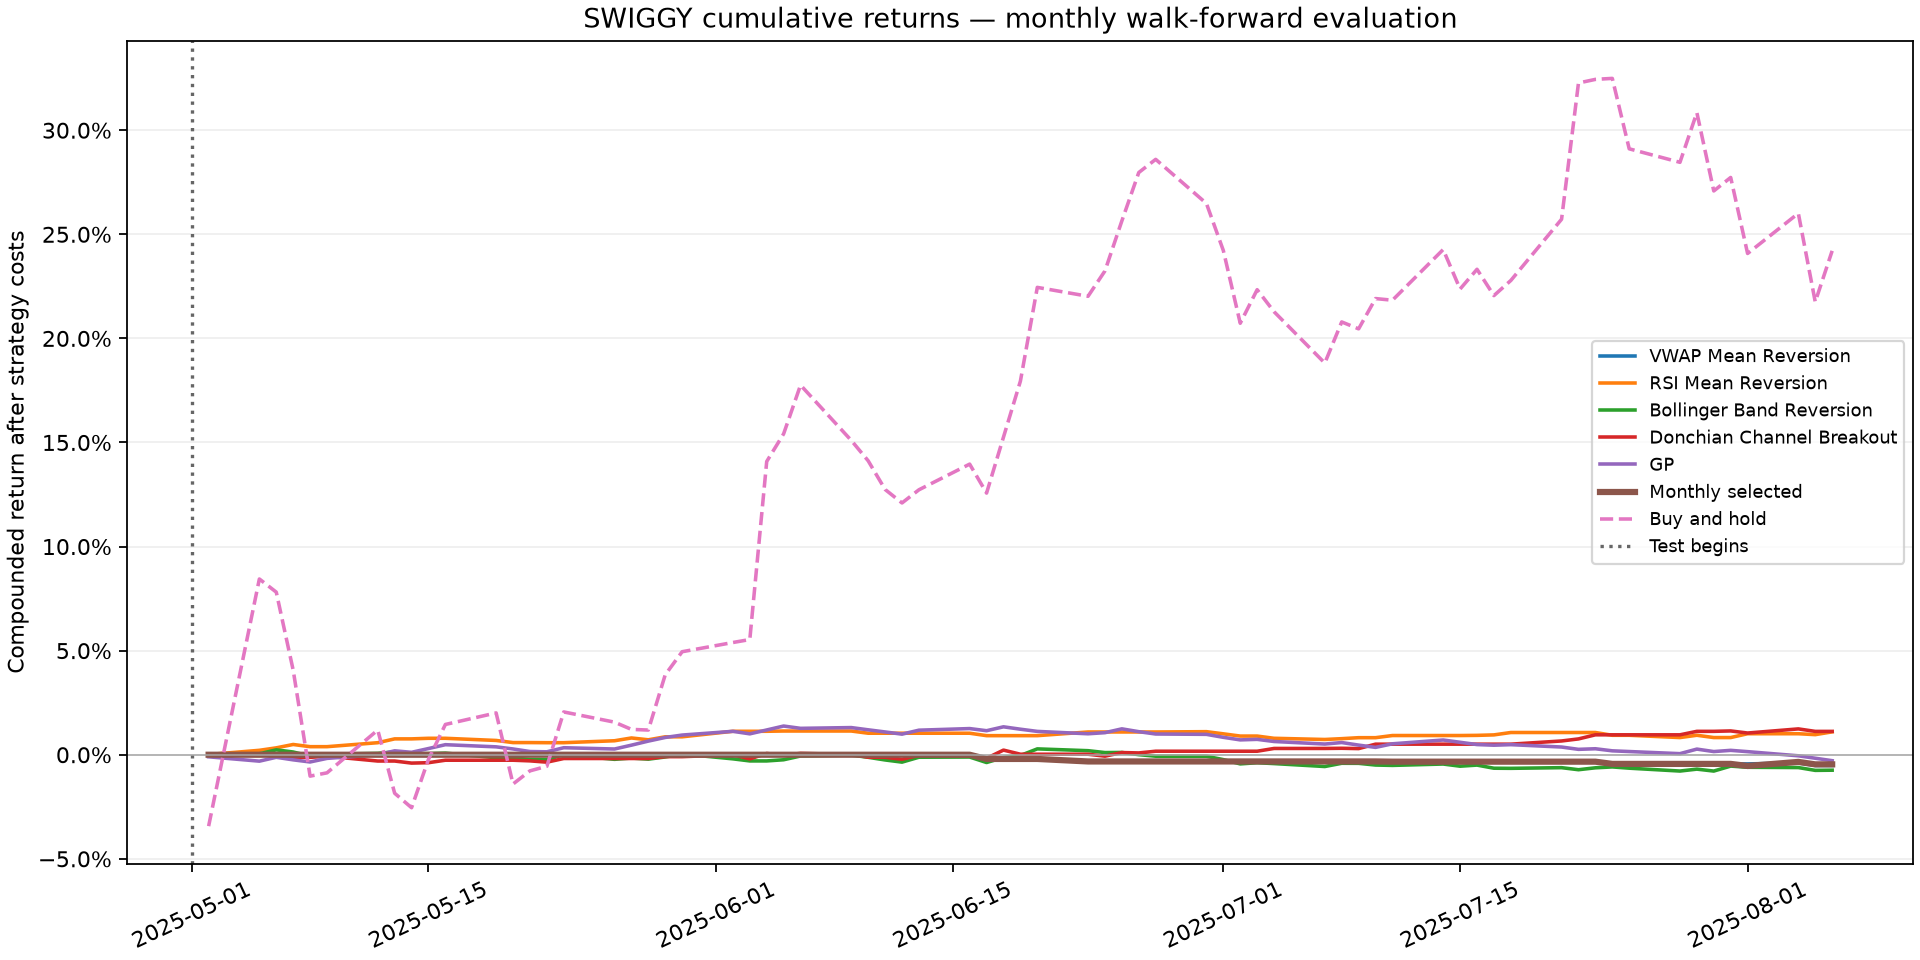 SWIGGY cumulative returns — monthly walk-forward evaluation
Compounded return after strategy costs
30.0%
25.0%
20.0%
15.0%
10.0%
5.0%
0.0%
−5.0%
VWAP Mean Reversion
RSI Mean Reversion
Bollinger Band Reversion
Donchian Channel Breakout
GP
Monthly selected
Buy and hold
Test begins
2025-05-01
2025-05-15
2025-06-01
2025-06-15
2025-07-01
2025-07-15
2025-08-01